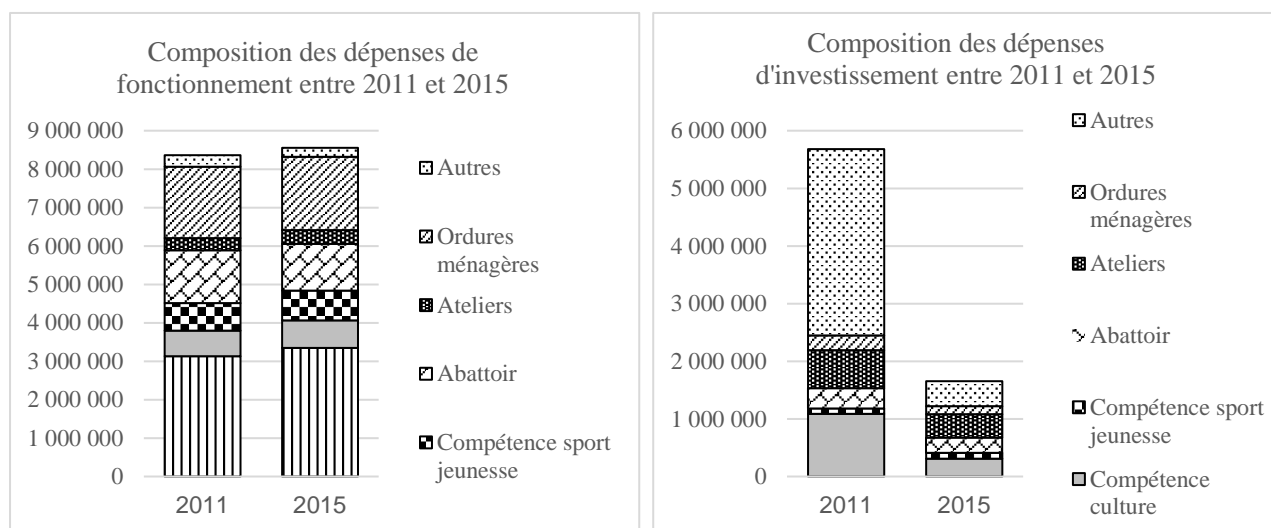 Composition des dépenses de
fonctionnement entre 2011 et 2015
9 000 000
8 000 000
7 000 000
6 000 000
5 000 000
4 000 000
3 000 000
2 000 000
1 000 000
0
2011
2015
Autres
Ordures
ménagères
Ateliers
Abattoir
Compétence sport
jeunesse
Composition des dépenses
d'investissement entre 2011 et 2015
6 000 000
5 000 000
4 000 000
3 000 000
2 000 000
1 000 000
0
2011
2015
Autres
Ordures
ménagères
Ateliers
Abattoir
Compétence sport
jeunesse
Compétence
culture